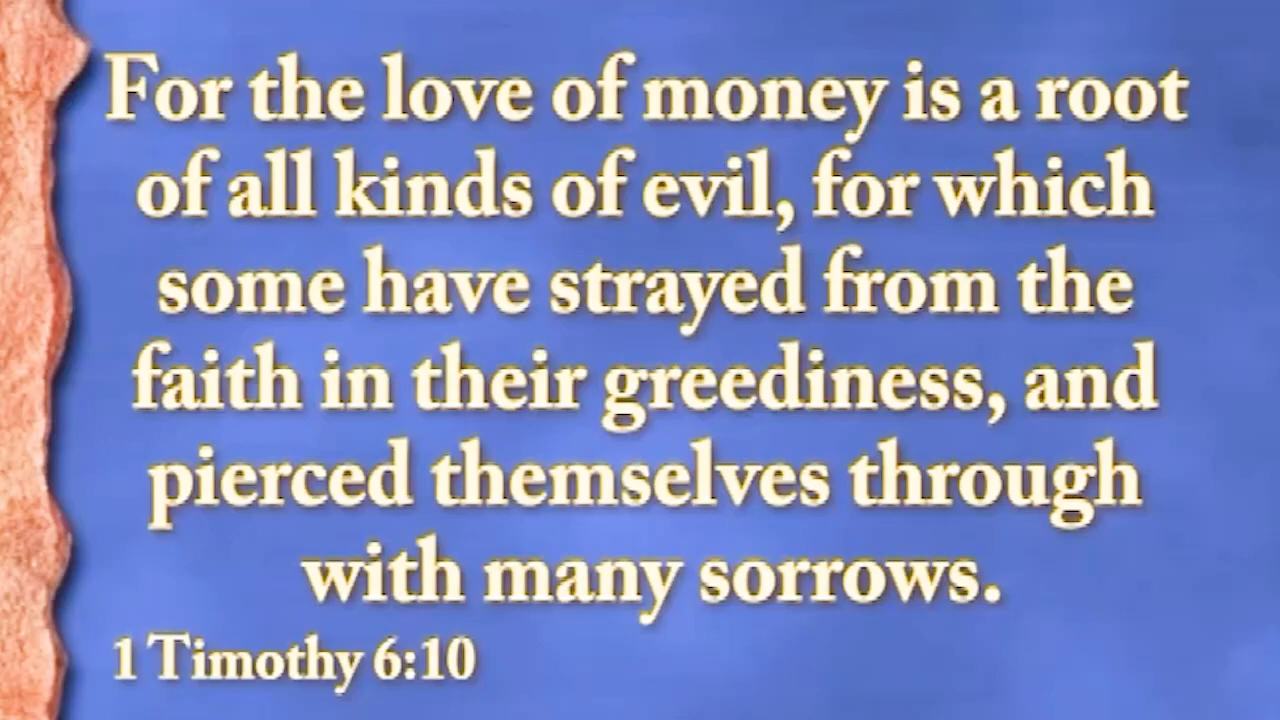 For the love of money is a root
of all kinds of evil, for which
some have strayed from the
faith in their greediness, and
pierced themselves through
with many sorrows.
1 Timothy 6:10